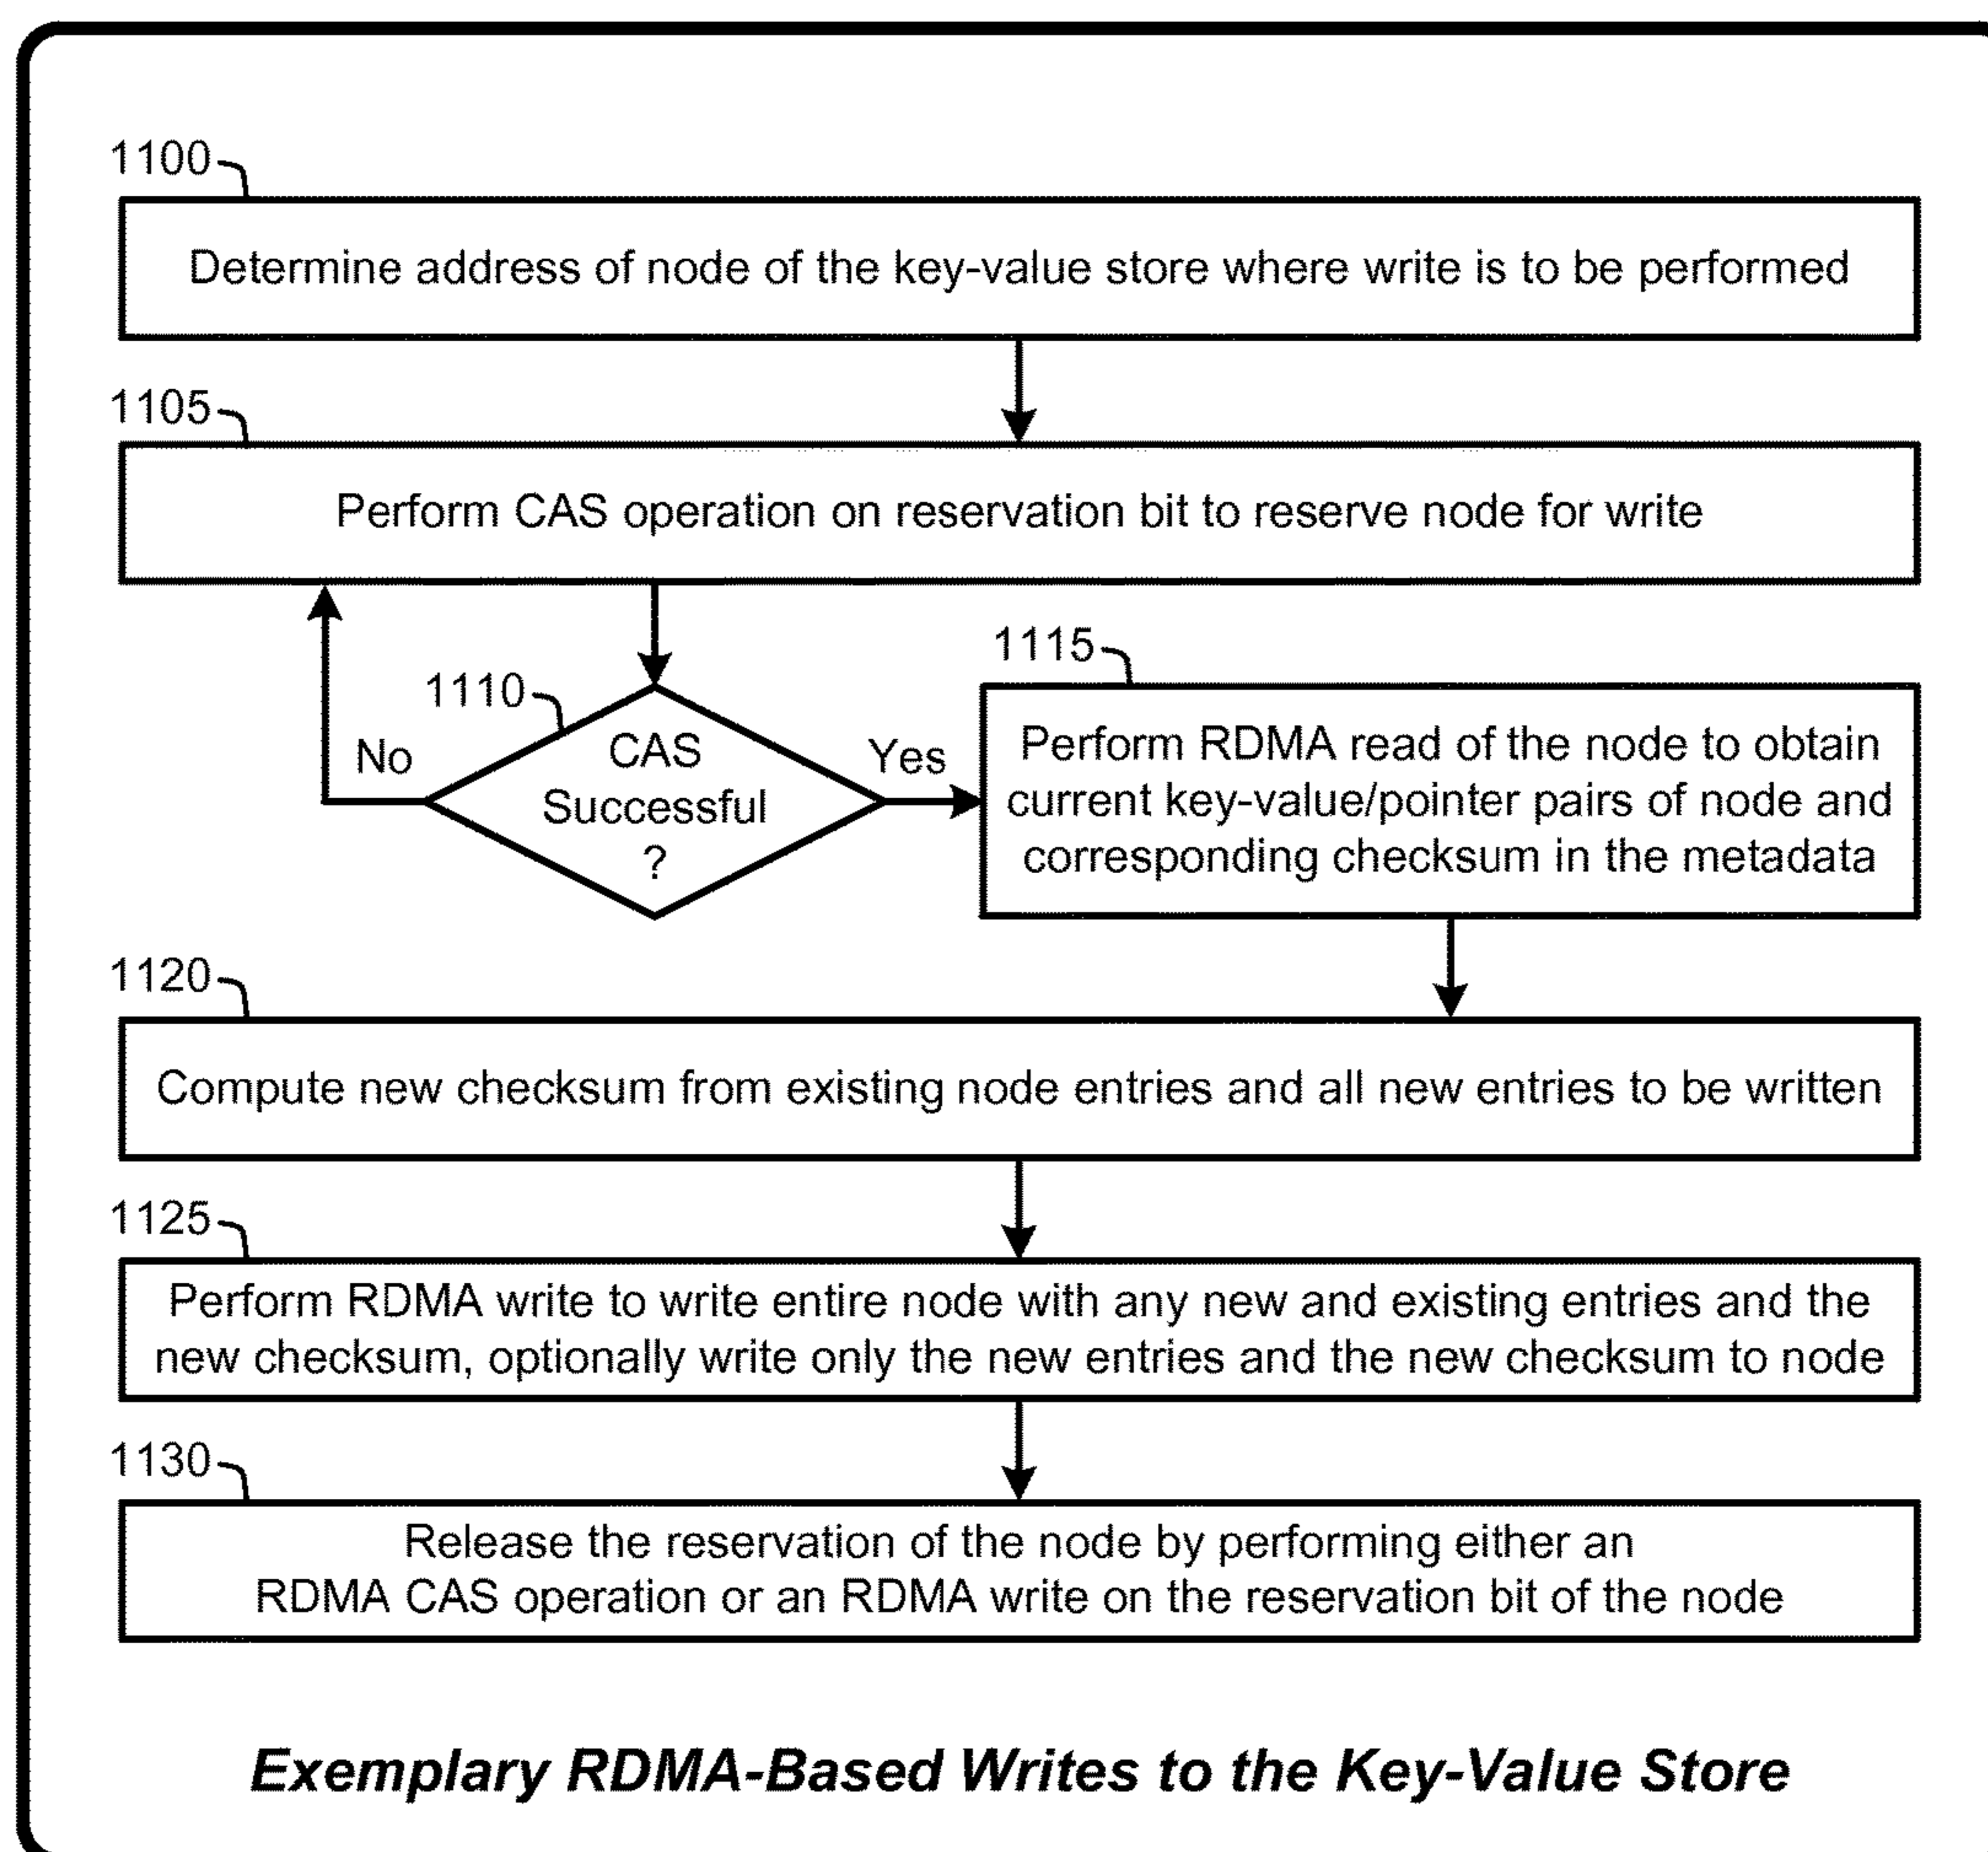 1100
Determine address of node of the key-value store where write is to be performed
1105
Perform CAS operation on reservation bit to reserve node for write
1110
No
CAS
Successful
?
Yes
1115
Perform RDMA read of the node to obtain
current key-value/pointer pairs of node and
corresponding checksum in the metadata
1120
Compute new checksum from existing node entries and all new entries to be written
1125
Perform RDMA write to write entire node with any new and existing entries and the
new checksum, optionally write only the new entries and the new checksum to node
1130
Release the reservation of the node by performing either an
RDMA CAS operation or an RDMA write on the reservation bit of the node
Exemplary RDMA-Based Writes to the Key-Value Store